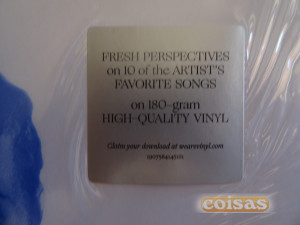 FRESH PERSPECTIVES
on 10 of the ARTIST'S
FAVORITE SONGS
on 180-gram
HIGH-QUALITY VINYL
Claim your download at wearevinyl.com
coisas